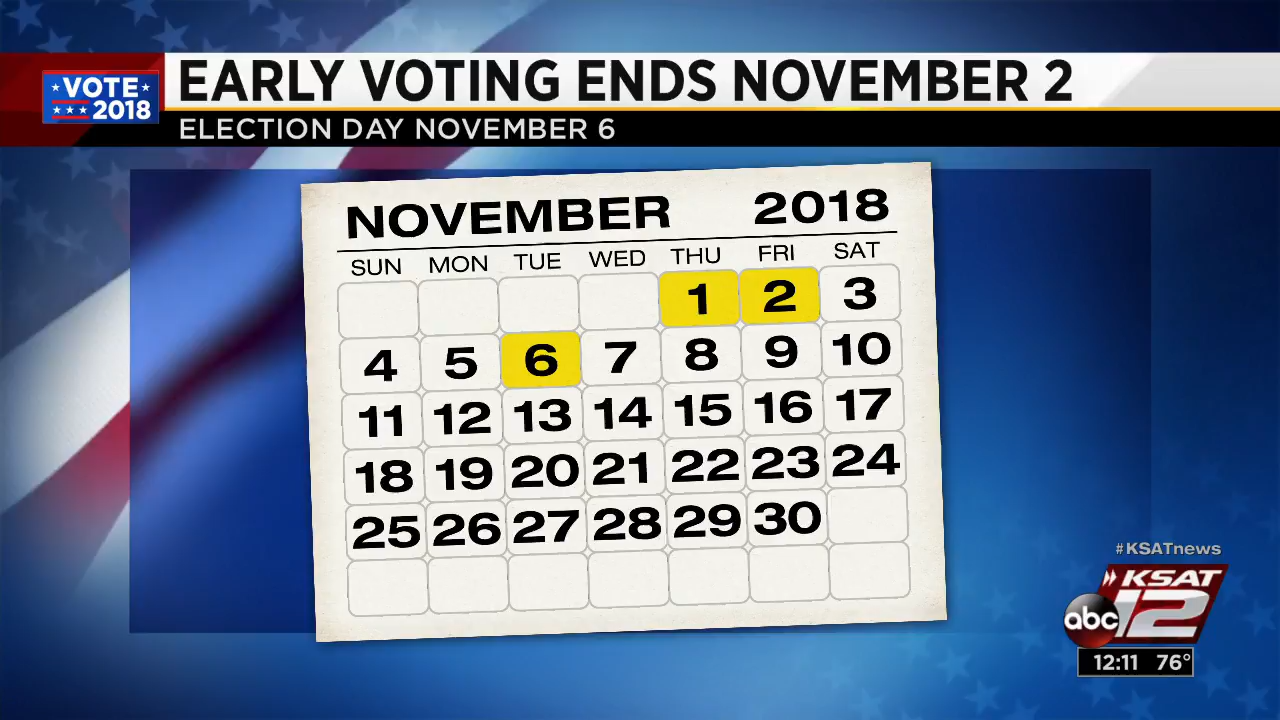 VOTE
2018
EARLY VOTING ENDS NOVEMBER 2
ELECTION DAY NOVEMBER 6
NOVEMBER 2018
SUN MON TUE WED THU FRI SAT
1 2 3
4 5 6 7 8 9 10
11 12 13 14 15 16 17
18 19 20 21 22 23 24
25 26 27 28 29 30
#KSATnews
KSAT
abc 12
12:11 76°